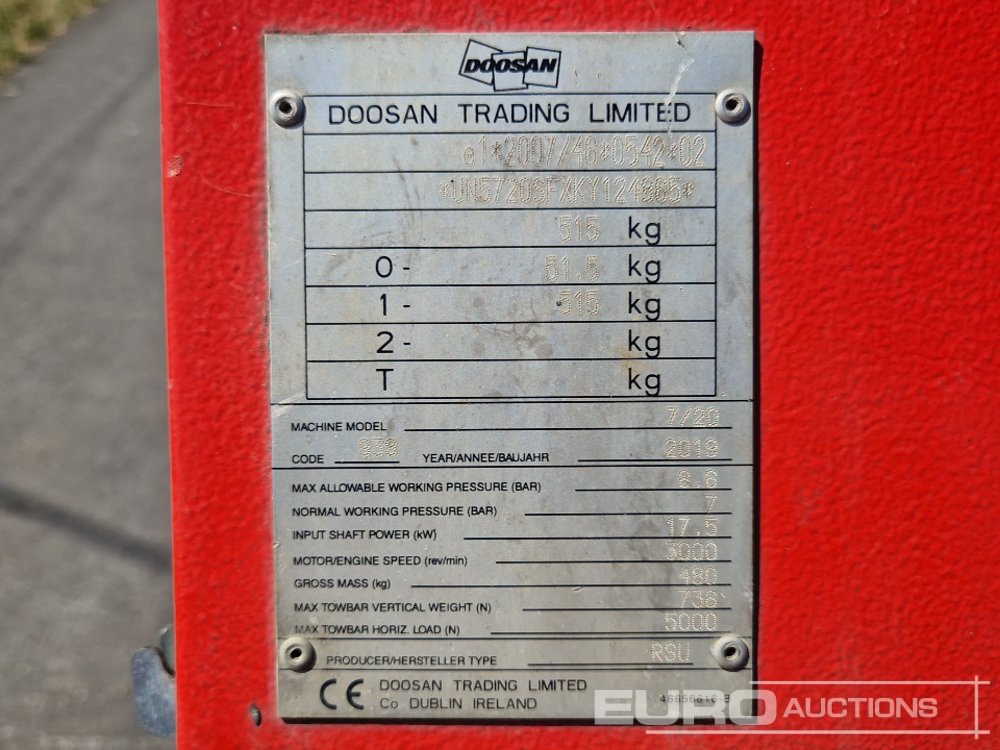 DOOSAN
DOOSAN TRADING LIMITED
e1*2007/46*0542*02
515 kg
0- 51.5 kg
1- 515 kg
2- kg
T kg
MACHINE MODEL 7/20
CODE YEAR/ANNEE/BAUJAHR 2019
MAX ALLOWABLE WORKING PRESSURE (BAR) 8.6
NORMAL WORKING PRESSURE (BAR) 7
INPUT SHAFT POWER (kW) 17.5
MOTOR/ENGINE SPEED (rev/min) 3000
GROSS MASS (kg) 480
MAX TOWBAR VERTICAL WEIGHT (N) 736
MAX TOWBAR HORIZ. LOAD (N) 5000
PRODUCER/HERSTELLER TYPE RSU
CE DOOSAN TRADING LIMITED
Co DUBLIN IRELAND
EURO AUCTIONS